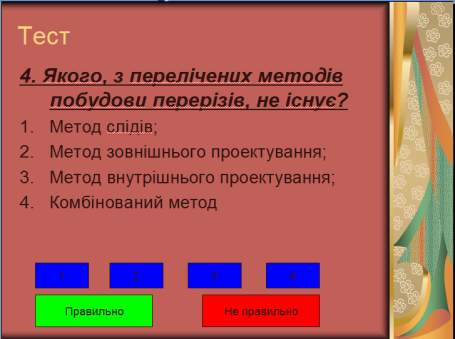 Тест
4. Якого, з перелічених методів
побудови перерізів, не існує?
1. Метод слідів;
2. Метод зовнішнього проектування;
3. Метод внутрішнього проектування;
4. Комбінований метод
1 2 3 4
Правильно Не правильно